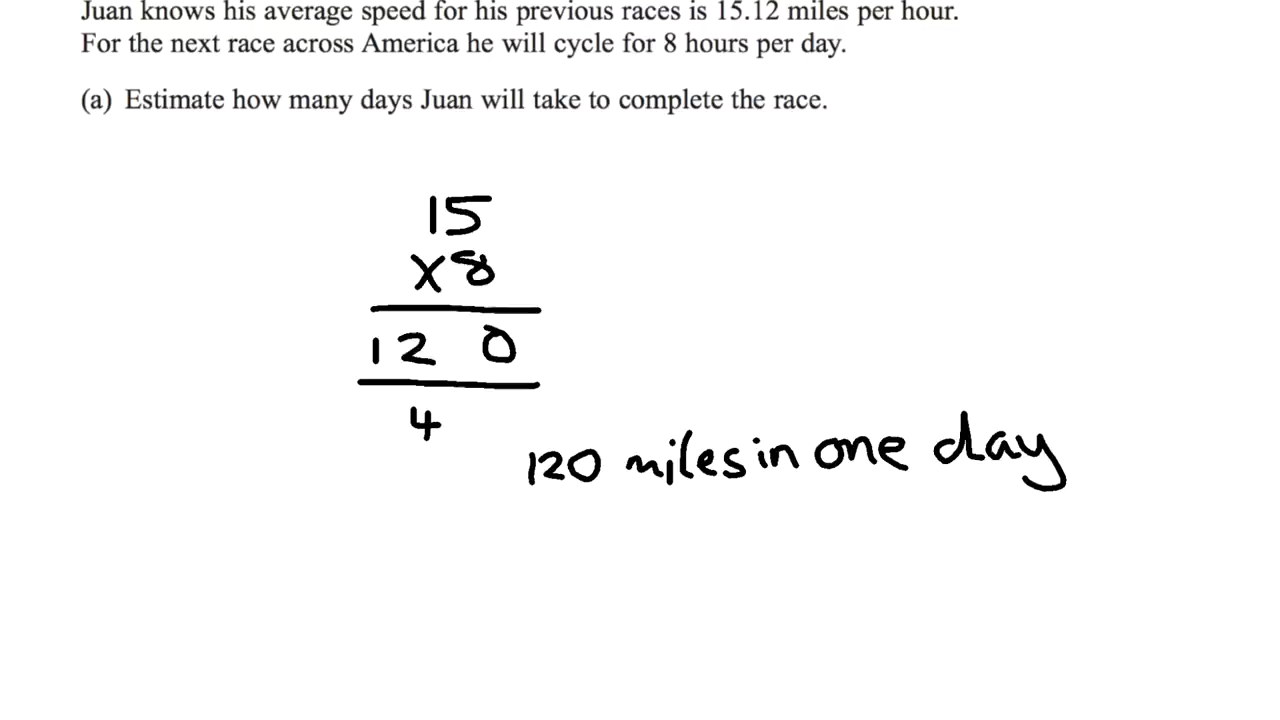 Juan knows his average speed for his previous races is 15.12 miles per hour.
For the next race across America he will cycle for 8 hours per day.
(a) Estimate how many days Juan will take to complete the race.
15
x8
12 0
4
120 miles in one day